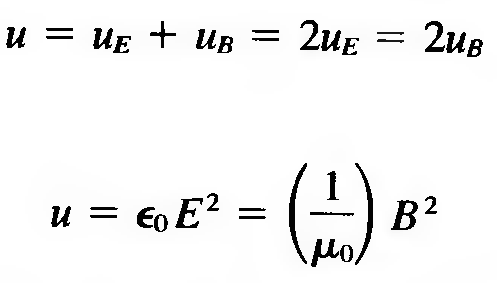 u = u_E + u_B = 2u_E = 2u_B
u = ϵ₀E² = (1/μ₀) B²